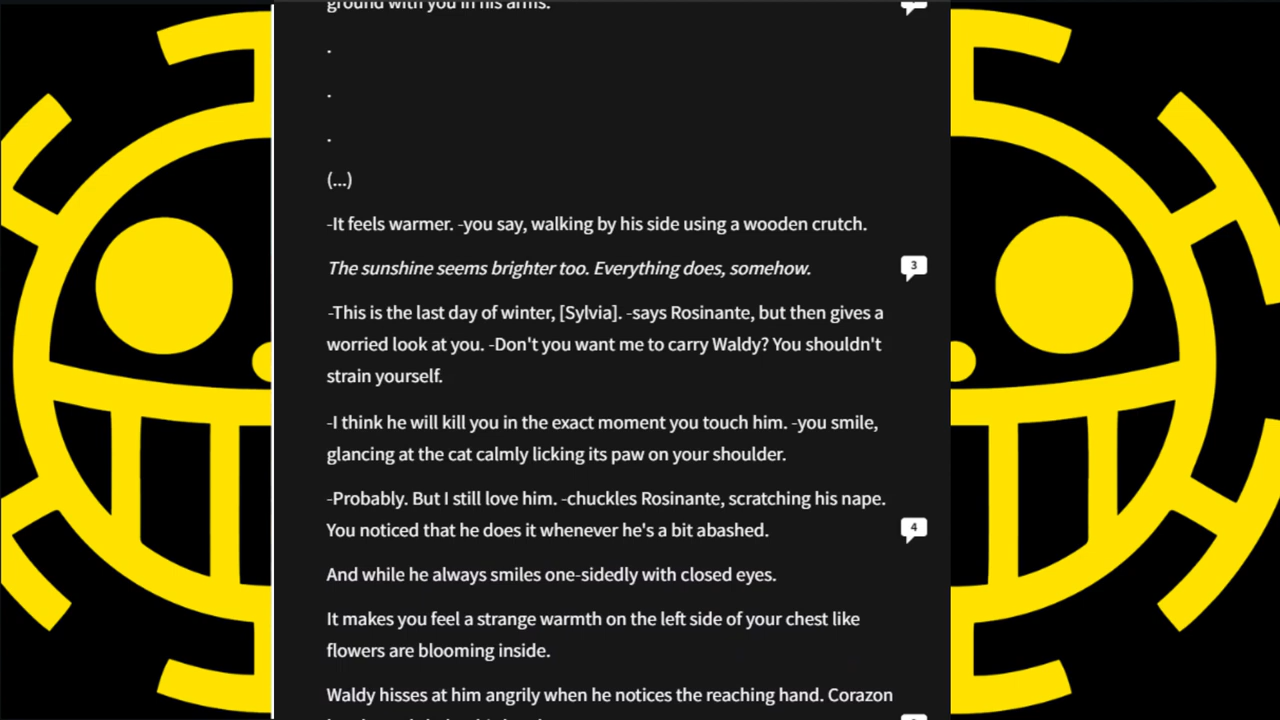 ground with you in his arms.
.
.
.
(...)
-It feels warmer. -you say, walking by his side using a wooden crutch.
The sunshine seems brighter too. Everything does, somehow.
3
-This is the last day of winter, [Sylvia]. -says Rosinante, but then gives a
worried look at you. -Don't you want me to carry Waldy? You shouldn't
strain yourself.
-I think he will kill you in the exact moment you touch him. -you smile,
glancing at the cat calmly licking its paw on your shoulder.
-Probably. But I still love him. -chuckles Rosinante, scratching his nape.
You noticed that he does it whenever he's a bit abashed.
4
And while he always smiles one-sidedly with closed eyes.
It makes you feel a strange warmth on the left side of your chest like
flowers are blooming inside.
Waldy hisses at him angrily when he notices the reaching hand. Corazon